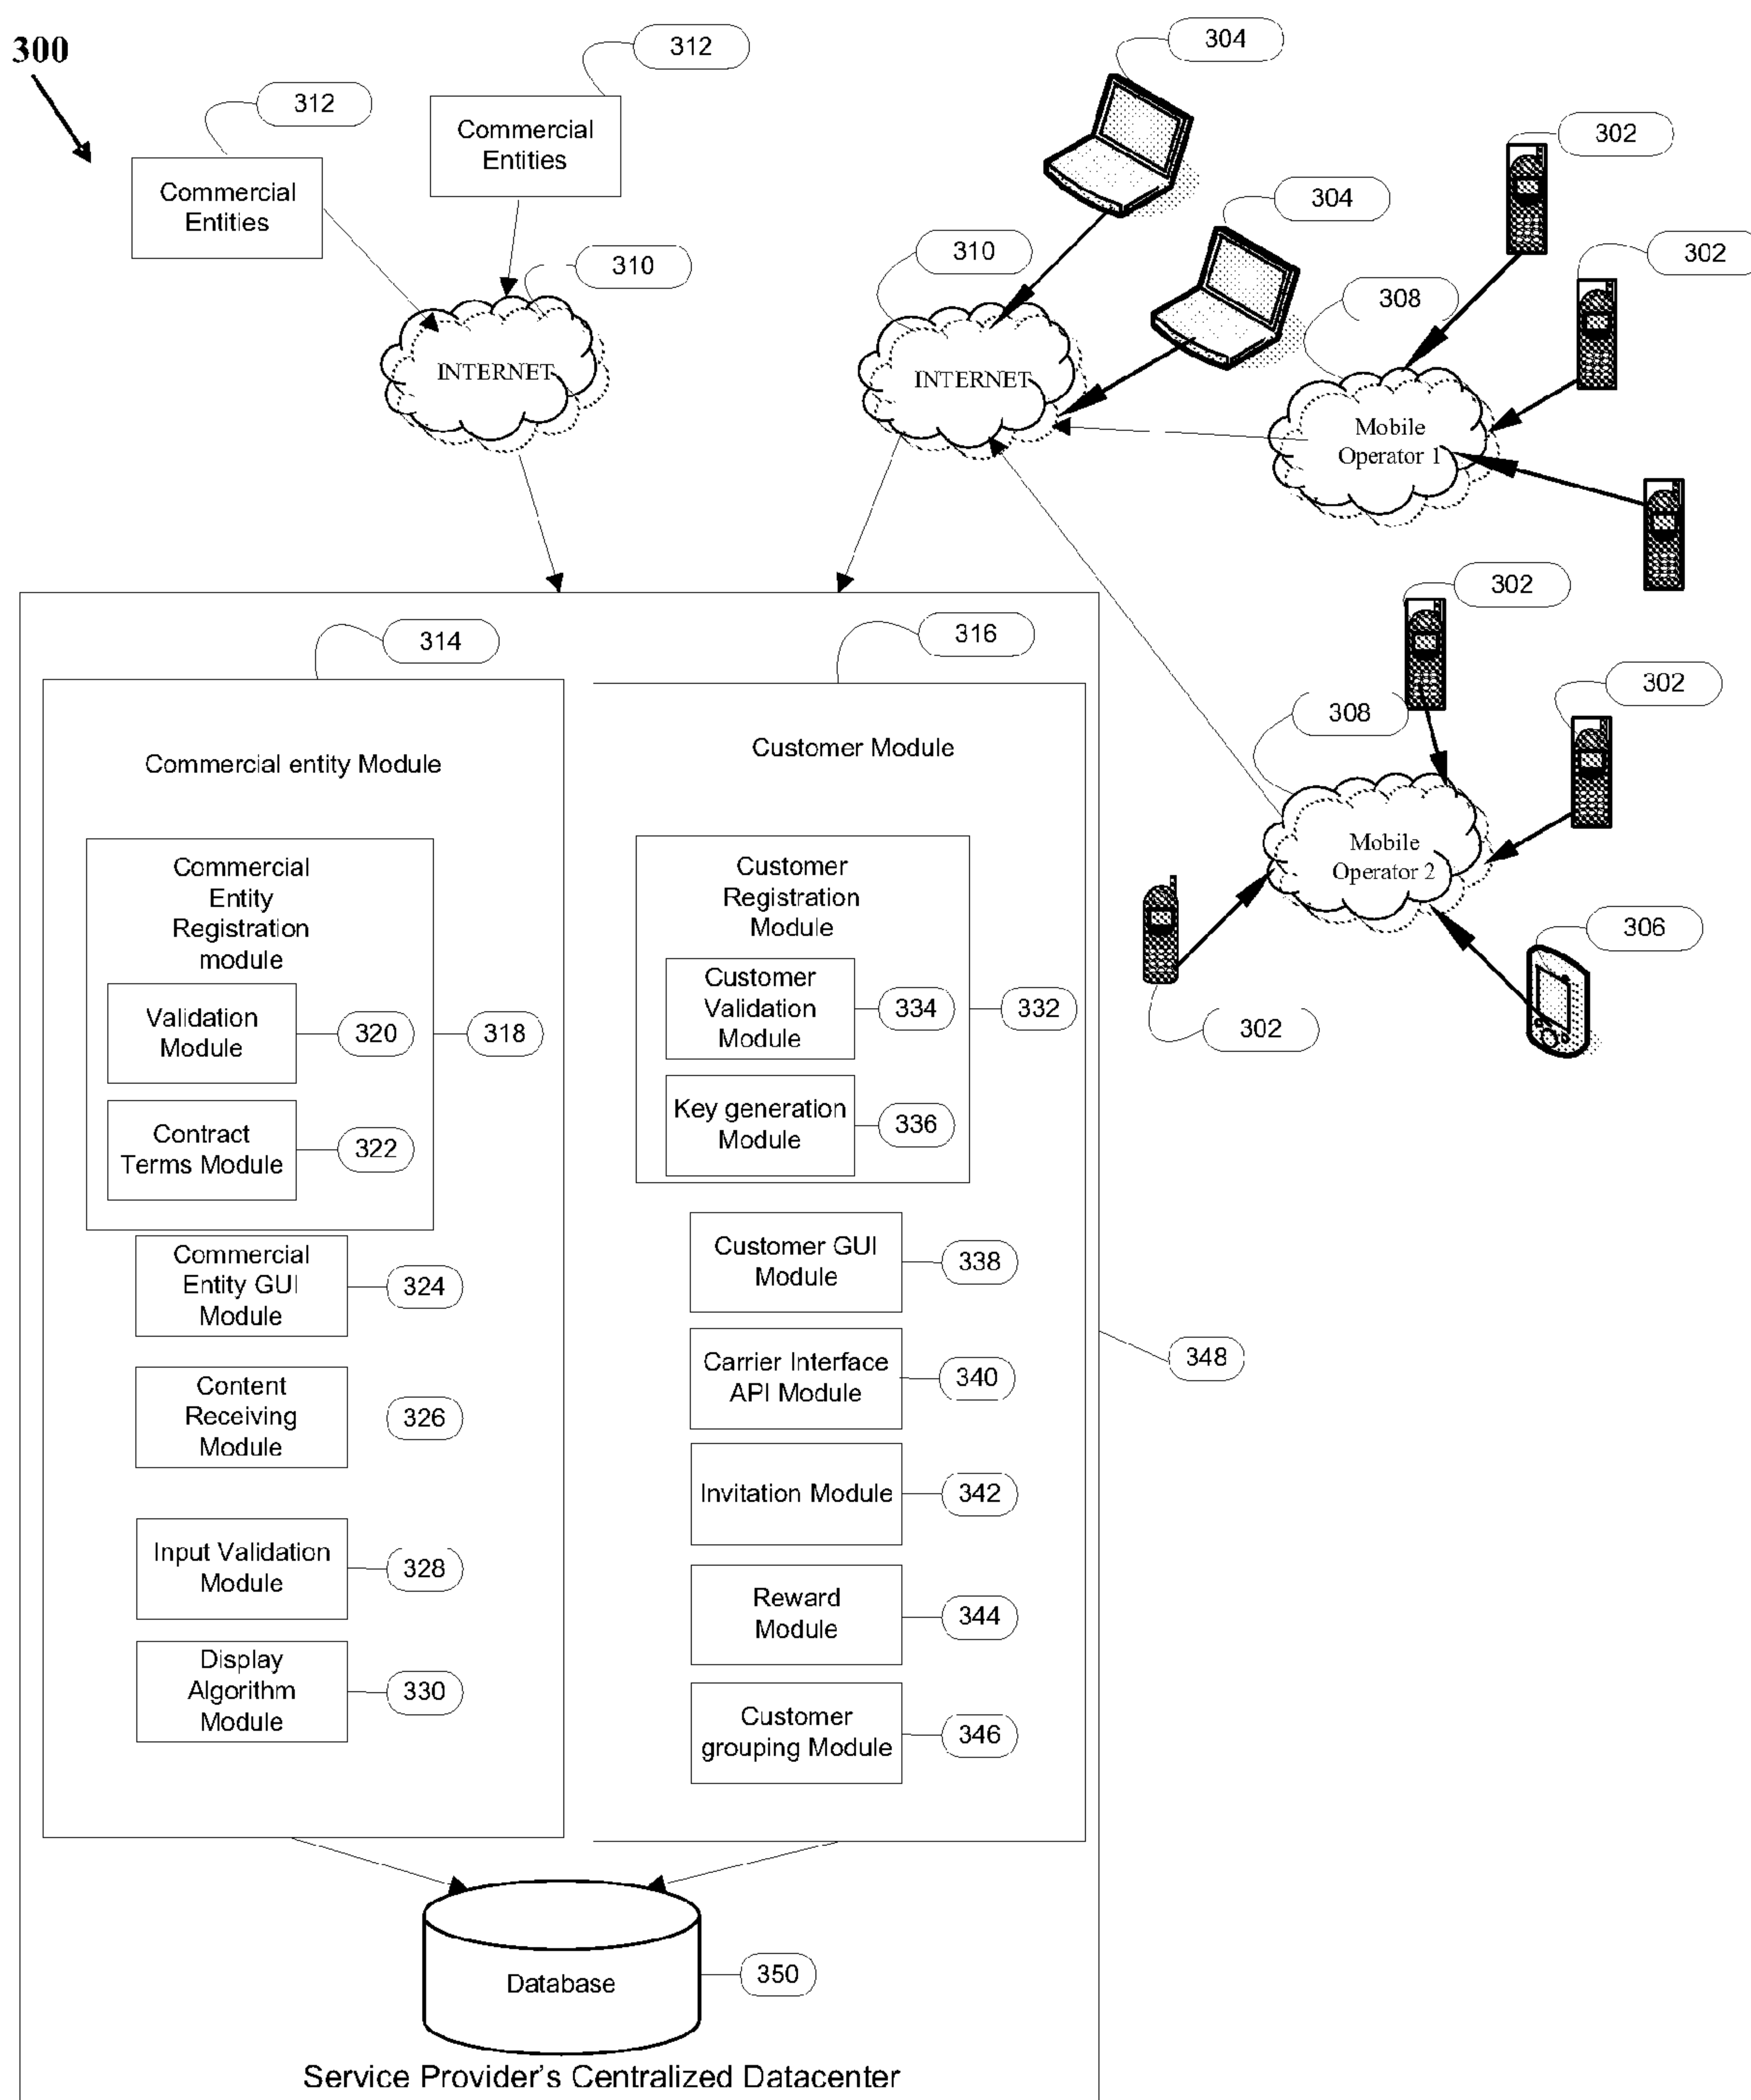 300
312
312
304
Commercial
Entities
Commercial
Entities
302
304
302
310
310
308
INTERNET
INTERNET
Mobile
Operator 1
302
314
316
302
308
Commercial entity Module
Customer Module
Mobile
Operator 2
306
302
Commercial
Entity
Registration
module
Validation
Module
320
318
Contract
Terms Module
322
Commercial
Entity GUI
Module
324
Content
Receiving
Module
326
Input Validation
Module
328
Display
Algorithm
Module
330
Customer
Registration
Module
Customer
Validation
Module
334
332
Key generation
Module
336
Customer GUI
Module
338
Carrier Interface
API Module
340
Invitation Module
342
Reward
Module
344
Customer
grouping Module
346
348
Database
350
Service Provider's Centralized Datacenter